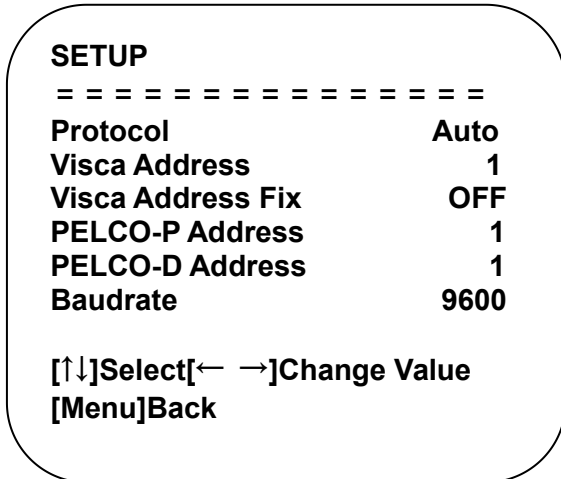 SETUP
= = = = = = = = = = = = = = =
Protocol Auto
Visca Address 1
Visca Address Fix OFF
PELCO-P Address 1
PELCO-D Address 1
Baudrate 9600
[↑↓]Select[← →]Change Value
[Menu]Back